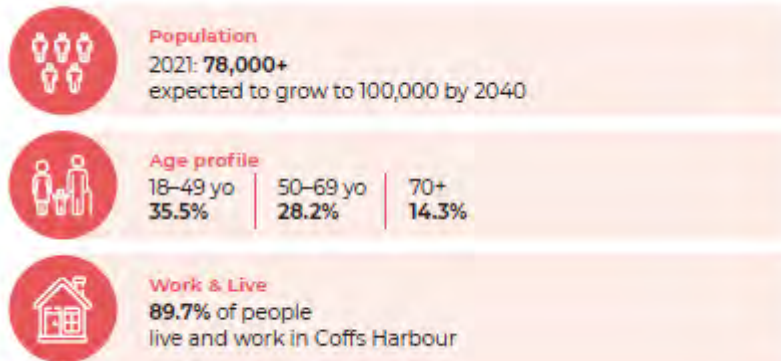 Population
2021: 78,000+
expected to grow to 100,000 by 2040
Age profile
18–49 yo 50–69 yo 70+
35.5% 28.2% 14.3%
Work & Live
89.7% of people
live and work in Coffs Harbour